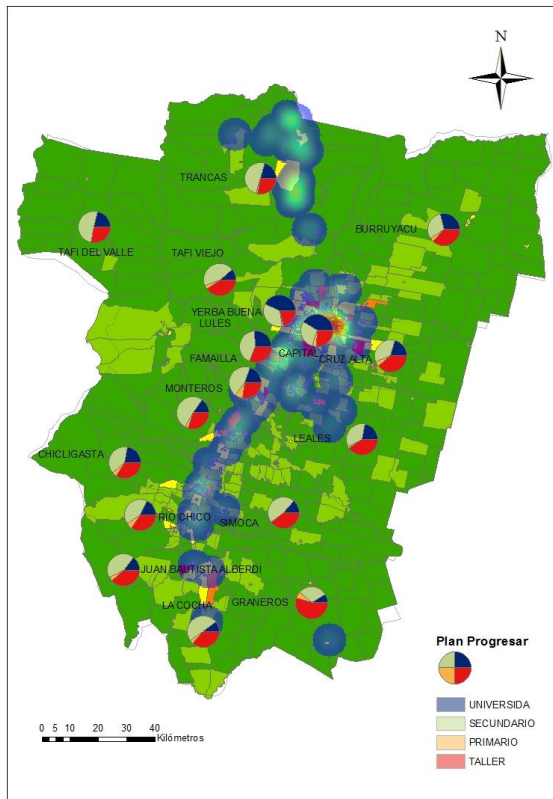 N
TRANCAS
BURRUYACU
TAFI DEL VALLE
TAFI VIEJO
YERBA BUENA
LULES
CAPITAL
CRUZ ALTA
FAMAILLA
MONTEROS
LEALES
CHICLIGASTA
RIO CHICO
SIMOCA
JUAN BAUTISTA ALBERDI
LA COCHA
GRANEROS
Plan Progresar
UNIVERSIDA
SECUNDARIO
PRIMARIO
TALLER
0 5 10 20 30 40
Kilómetros